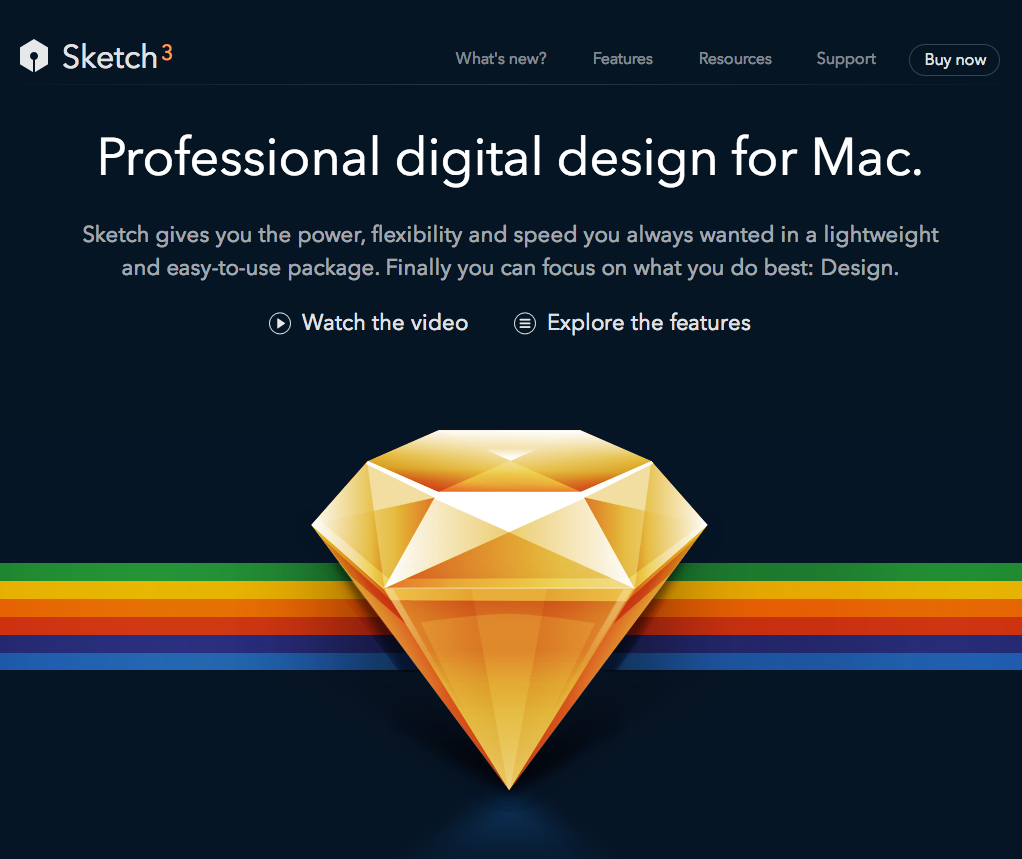 Sketch3
What's new?
Features
Resources
Support
Buy now
Professional digital design for Mac.
Sketch gives you the power, flexibility and speed you always wanted in a lightweight
and easy-to-use package. Finally you can focus on what you do best: Design.
Watch the video
Explore the features